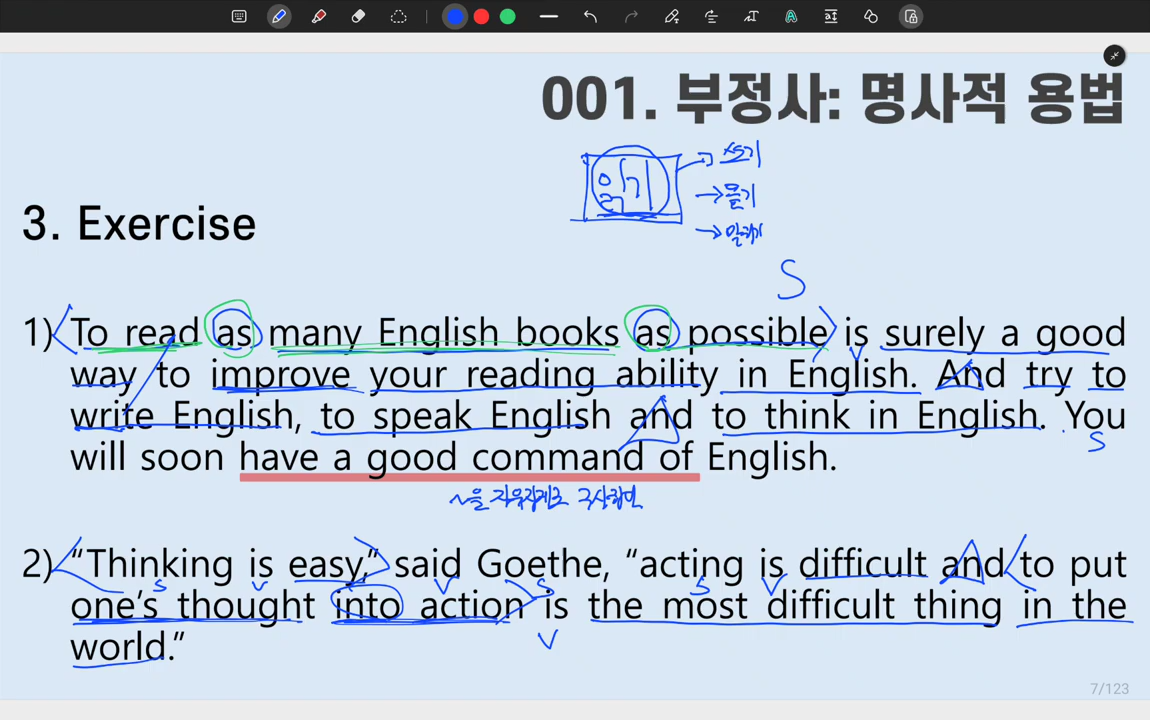 001. 부정사: 명사적 용법
쓰기
읽기
듣기
말하기
3. Exercise
S
1) To read as many English books as possible is surely a good
V
way to improve your reading ability in English. And try to
write English, to speak English and to think in English. You
S
will soon have a good command of English.
~을 자유자재로 구사하다
2) “Thinking is easy,” said Goethe, “acting is difficult and to put
S V V S S V
one’s thought into action is the most difficult thing in the
V
world.”
7/123